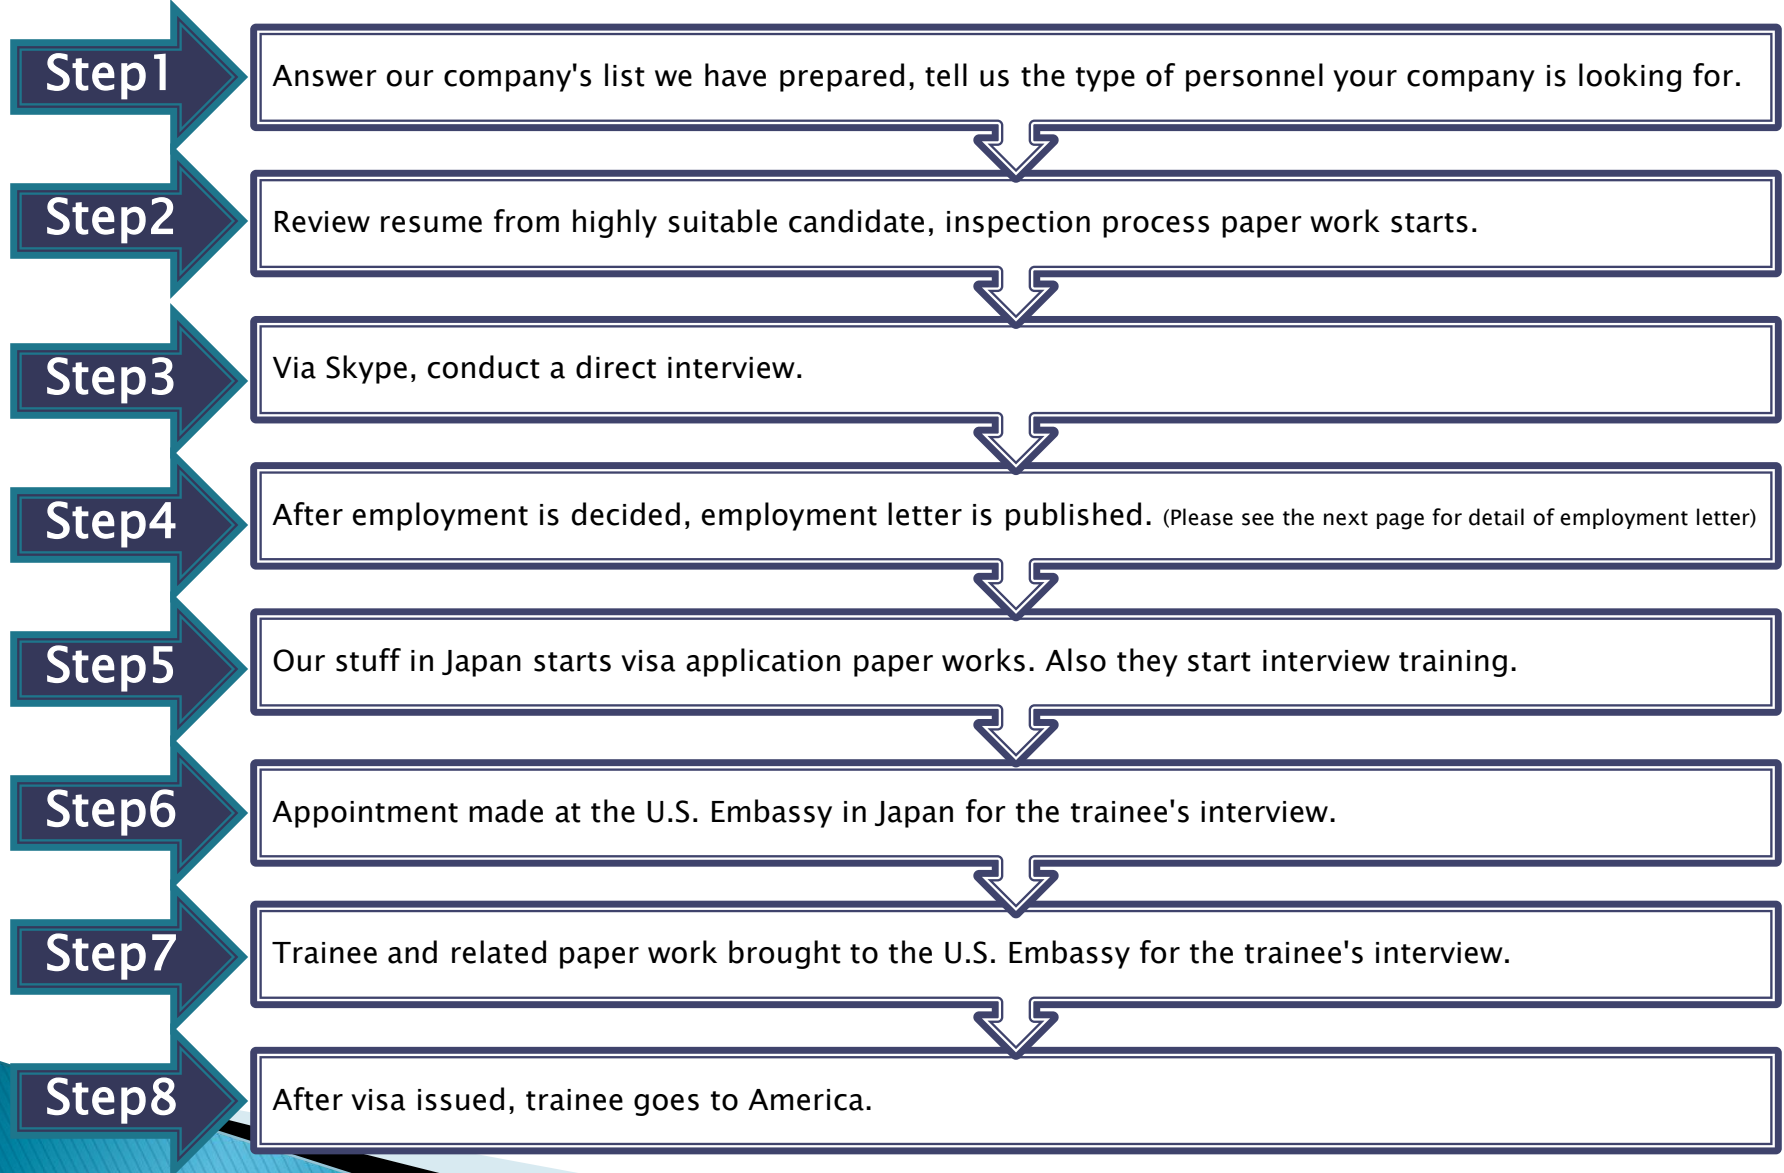 Step1
Answer our company's list we have prepared, tell us the type of personnel your company is looking for.
Step2
Review resume from highly suitable candidate, inspection process paper work starts.
Step3
Via Skype, conduct a direct interview.
Step4
After employment is decided, employment letter is published. (Please see the next page for detail of employment letter)
Step5
Our stuff in Japan starts visa application paper works. Also they start interview training.
Step6
Appointment made at the U.S. Embassy in Japan for the trainee's interview.
Step7
Trainee and related paper work brought to the U.S. Embassy for the trainee's interview.
Step8
After visa issued, trainee goes to America.